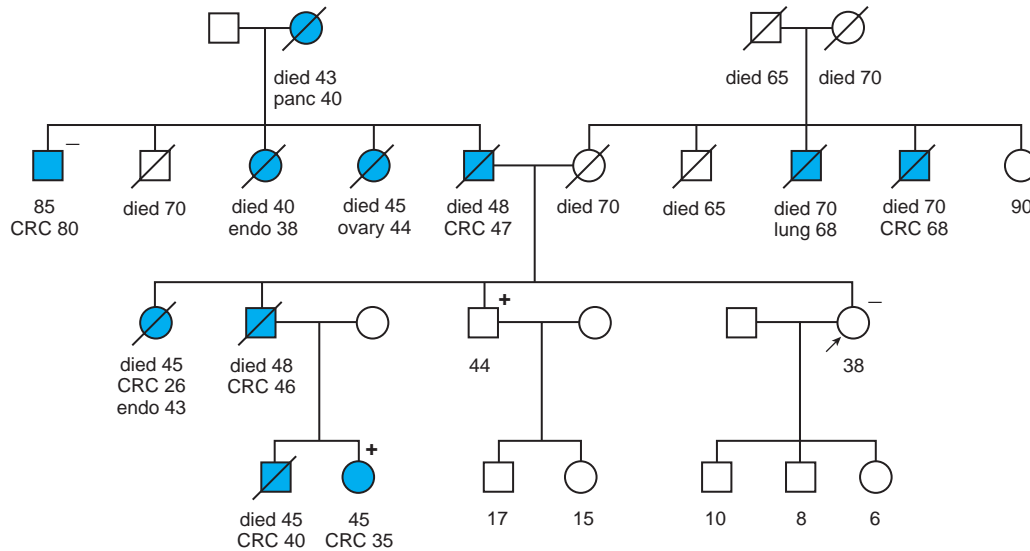 died 43
panc 40
died 65
died 70
–
85
CRC 80
died 70
died 40
endo 38
died 45
ovary 44
died 48
CRC 47
died 70
died 65
died 70
lung 68
died 70
CRC 68
90
+
–
died 45
CRC 26
endo 43
died 48
CRC 46
44
38
+
died 45
CRC 40
45
CRC 35
17
15
10
8
6